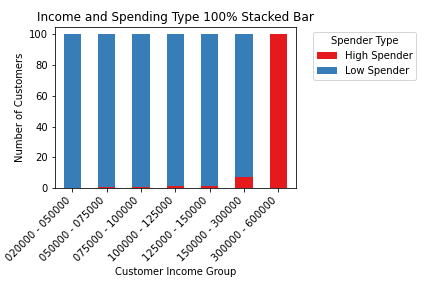 Income and Spending Type 100% Stacked Bar
Spender Type
High Spender
Low Spender
Number of Customers
100
80
60
40
20
0
020000 - 050000
050000 - 075000
075000 - 100000
100000 - 125000
125000 - 150000
150000 - 300000
300000 - 600000
Customer Income Group